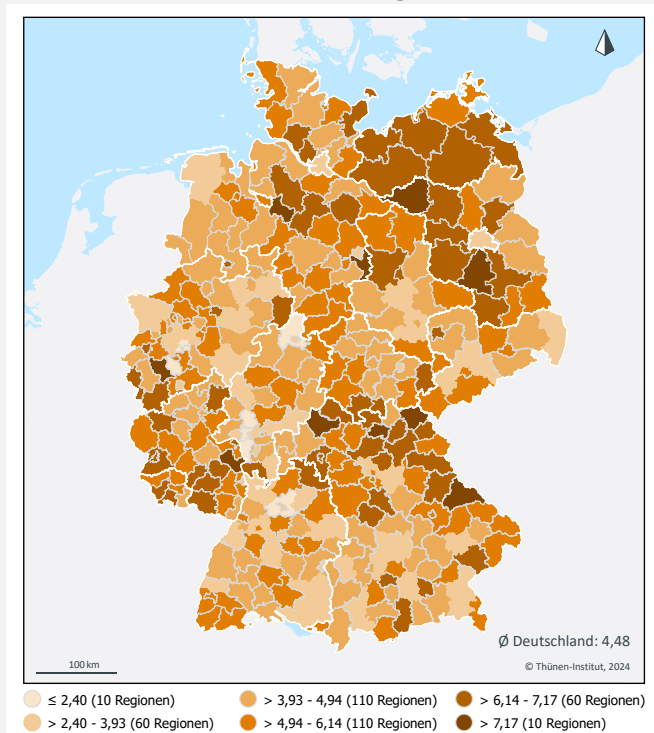 Ø Deutschland: 4,48
100 km
© Thünen-Institut, 2024
≤ 2,40 (10 Regionen)
> 3,93 - 4,94 (110 Regionen)
> 6,14 - 7,17 (60 Regionen)
> 2,40 - 3,93 (60 Regionen)
> 4,94 - 6,14 (110 Regionen)
> 7,17 (10 Regionen)